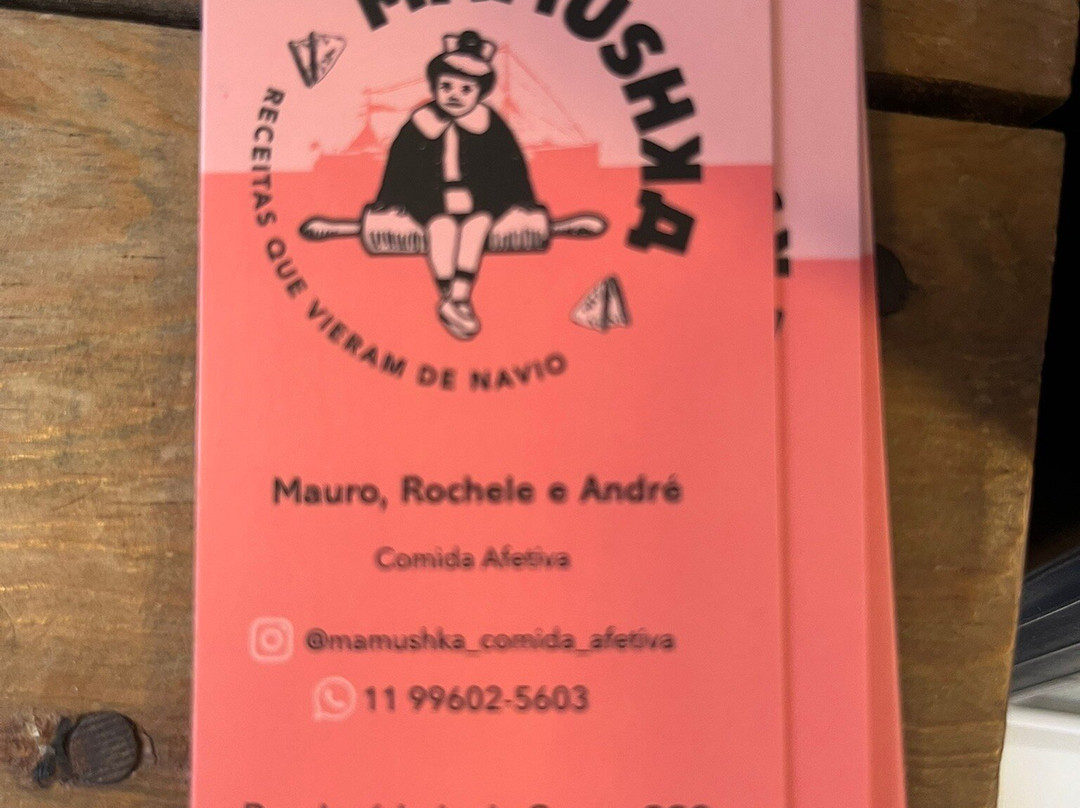 MAMUSHKA
RECEITAS QUE VIERAM DE NAVIO
Mauro, Rochele e André
Comida Afetiva
@mamushka_comida_afetiva
11 99602-5603